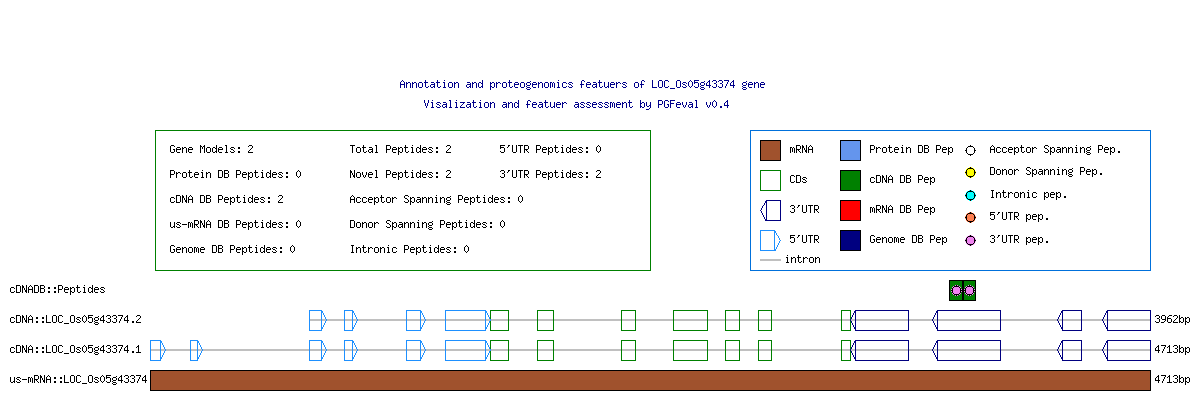 Annotation and proteogenomics featuers of LOC_Os05g43374 gene
Visalization and featuer assessment by PGFeval v0.4
Gene Models: 2 Total Peptides: 2 5'UTR Peptides: 0
Protein DB Peptides: 0 Novel Peptides: 2 3'UTR Peptides: 2
cDNA DB Peptides: 2 Acceptor Spanning Peptides: 0
us-mRNA DB Peptides: 0 Donor Spanning Peptides: 0
Genome DB Peptides: 0 Intronic Peptides: 0
mRNA Protein DB Pep Acceptor Spanning Pep.
CDs cDNA DB Pep Donor Spanning Pep.
3'UTR mRNA DB Pep Intronic pep.
5'UTR Genome DB Pep 5'UTR pep.
intron 3'UTR pep.
cDNADB::Peptides
cDNA::LOC_Os05g43374.2 3962bp
cDNA::LOC_Os05g43374.1 4713bp
us-mRNA::LOC_Os05g43374 4713bp